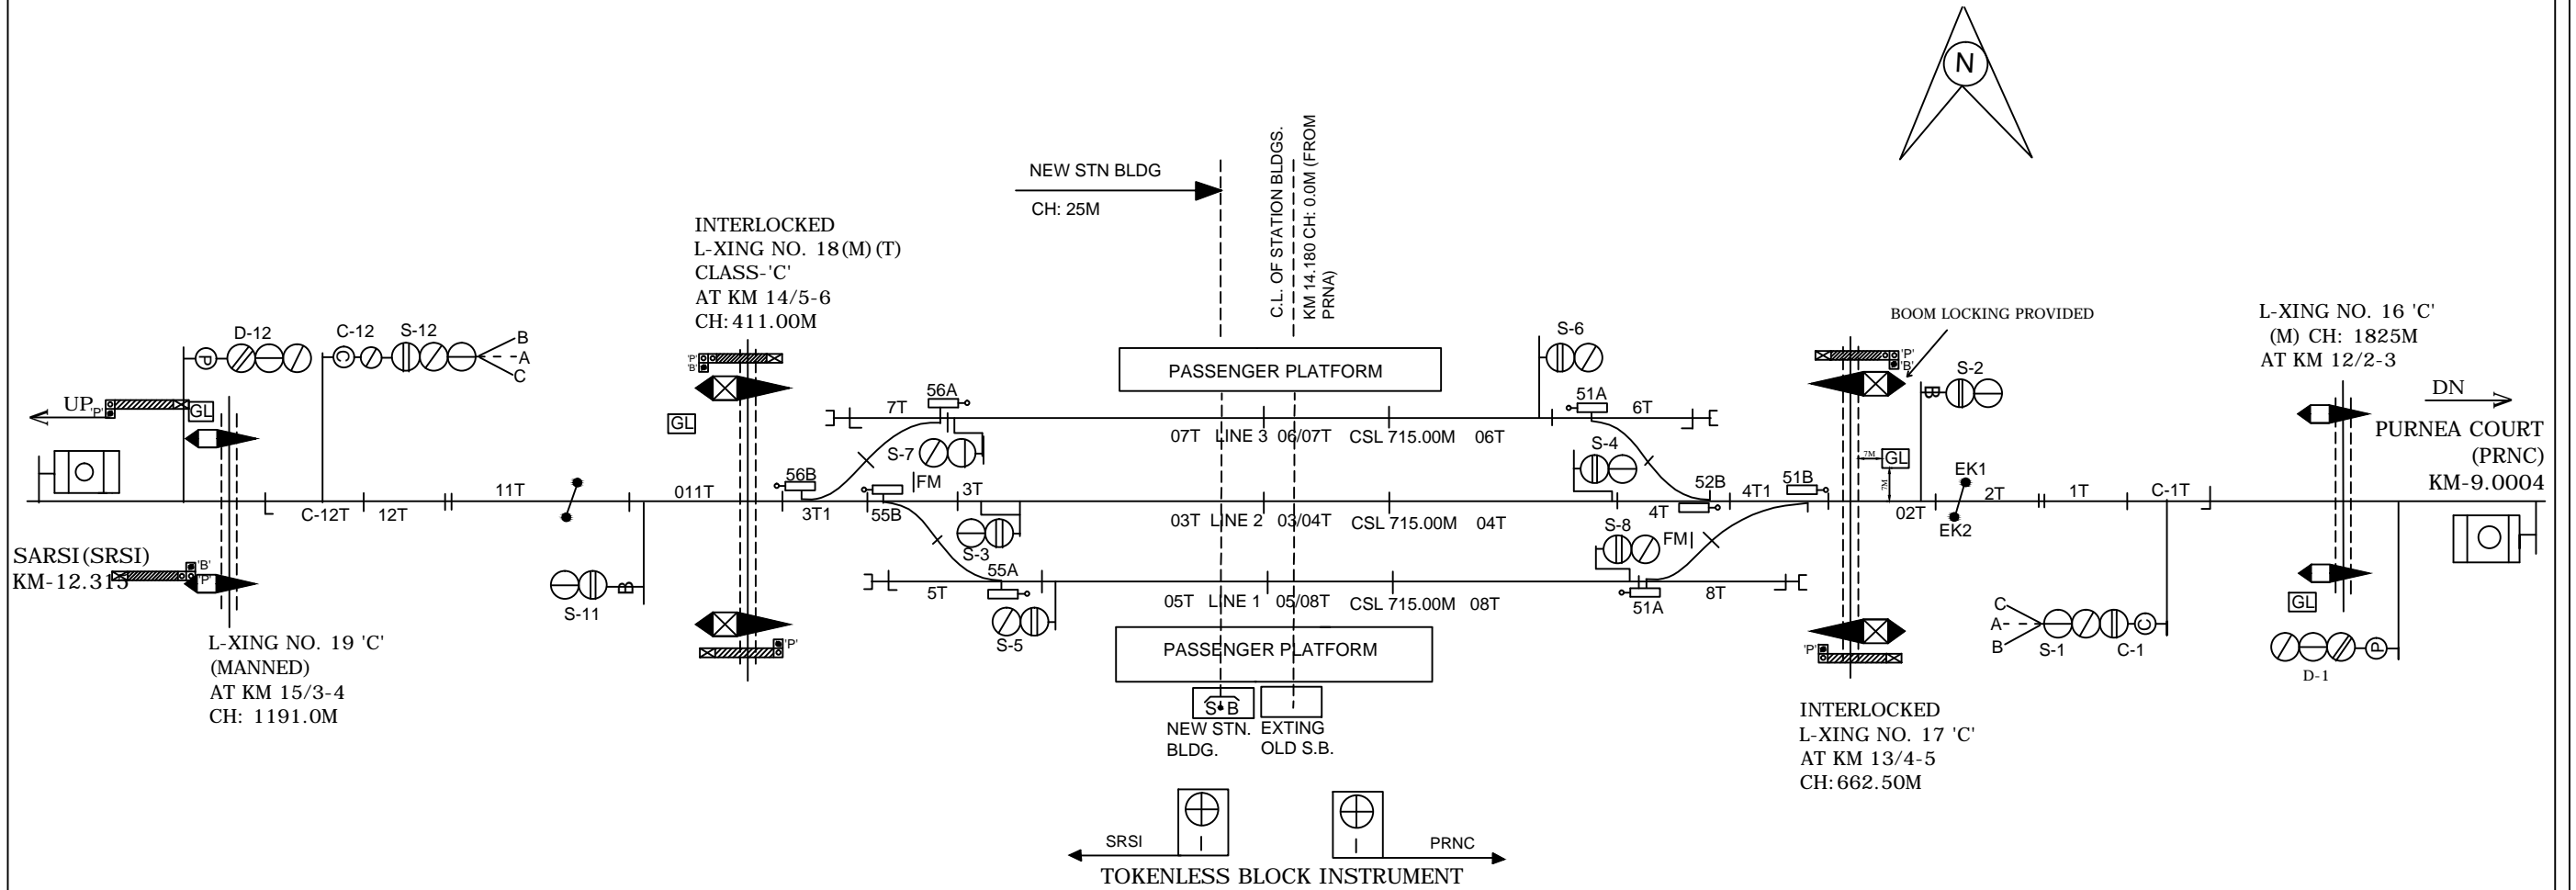 N
NEW STN BLDG
CH: 25M
C.L. OF STATION BLDGS.
KM 14.180 CH: 0.0M (FROM
PRNA)
INTERLOCKED
L-XING NO. 18(M) (T)
CLASS-'C'
AT KM 14/5-6
CH:411.00M
BOOM LOCKING PROVIDED
L-XING NO. 16 'C'
(M) CH: 1825M
AT KM 12/2-3
D-12
C-12
S-12
B
A
C
P
C
S-6
'P'
'B'
'P'
'B'
S-2
B
PASSENGER PLATFORM
UP
'P'
GL
GL
7T
56A
51A
6T
DN
PURNEA COURT
(PRNC)
KM-9.0004
07T LINE 3 06/07T CSL 715.00M 06T
S-7
S-4
7M
GL
7M
FM
56B
3T
52B
4T1
51B
EK1
11T
011T
2T
1T
C-1T
C-12T
12T
3T1
55B
03T LINE 2 03/04T CSL 715.00M 04T
4T
02T
EK2
S-3
S-8
FM
SARSI(SRSI)
KM-12.315
'B'
'P'
B
S-11
55A
5T
05T LINE 1 05/08T CSL 715.00M 08T
51A
8T
GL
S-5
C
A
B
S-1
C
C-1
P
D-1
'P'
'P'
PASSENGER PLATFORM
L-XING NO. 19 'C'
(MANNED)
AT KM 15/3-4
CH: 1191.0M
S B
NEW STN.
BLDG.
EXTING
OLD S.B.
INTERLOCKED
L-XING NO. 17 'C'
AT KM 13/4-5
CH:662.50M
SRSI
PRNC
TOKENLESS BLOCK INSTRUMENT